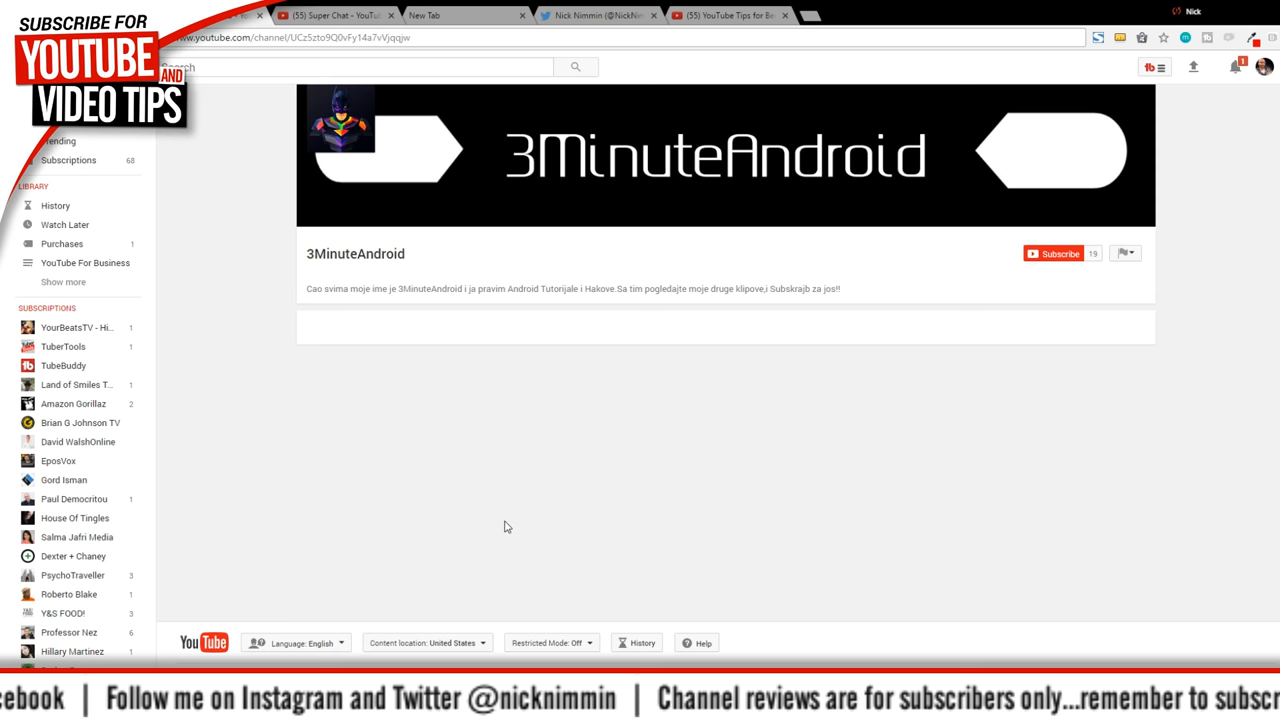 SUBSCRIBE FOR
YOUTUBE AND
VIDEO TIPS
(55) Super Chat - YouTu
New Tab
Nick Nimmin (@NickNin
(55) YouTube Tips for Be
Nick
.youtube.com/channel/UCz5zto9Q0vFy14a7vVjqqjw
Search
1
Trending
Subscriptions 68
LIBRARY
History
Watch Later
Purchases 1
YouTube For Business
Show more
SUBSCRIPTIONS
YourBeatsTV - Hi... 1
TuberTools 1
TubeBuddy
Land of Smiles T... 1
Amazon Gorillaz 2
Brian G Johnson TV
David WalshOnline
EposVox
Gord Isman
Paul Democritou 1
House Of Tingles
Salma Jafri Media
Dexter + Chaney
PsychoTraveller 3
Roberto Blake 1
Y&S FOOD! 3
Professor Nez 6
Hillary Martinez 1
3MinuteAndroid
3MinuteAndroid
Subscribe 19
Cao svima moje ime je 3MinuteAndroid i ja pravim Android Tutorijale i Hakove.Sa tim pogledajte moje druge klipove,i Subskrajb za jos!!
YouTube
Language: English
Content location: United States
Restricted Mode: Off
History
Help
cebook | Follow me on Instagram and Twitter @nicknimmin | Channel reviews are for subscribers only...remember to subscr